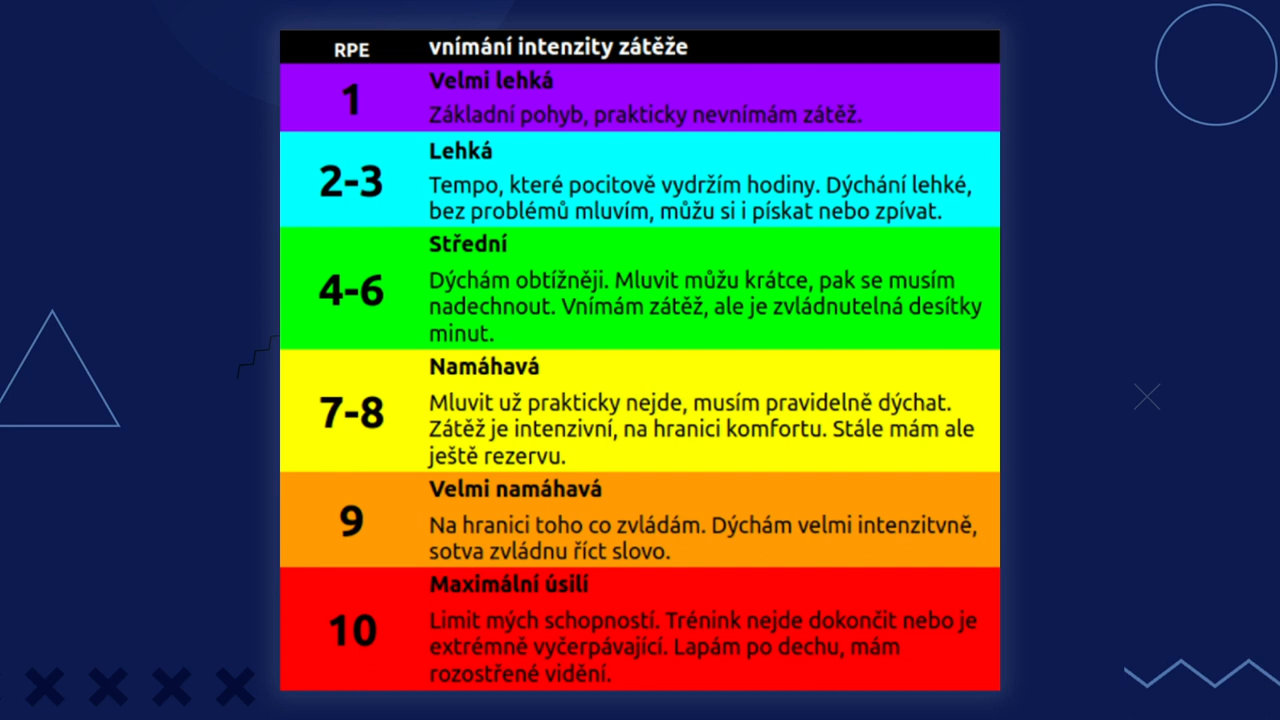 RPE vnímání intenzity zátěže
1
Velmi lehká
Základní pohyb, prakticky nevnímám zátěž.
2-3
Lehká
Tempo, které pocitově vydržím hodiny. Dýchání lehké,
bez problémů mluvím, můžu si i pískat nebo zpívat.
4-6
Střední
Dýchám obtížněji. Mluvit můžu krátce, pak se musím
nadechnout. Vnímám zátěž, ale je zvládnutelná desítky
minut.
7-8
Namáhavá
Mluvit už prakticky nejde, musím pravidelně dýchat.
Zátěž je intenzivní, na hranici komfortu. Stále mám ale
ještě rezervu.
9
Velmi namáhavá
Na hranici toho co zvládám. Dýchám velmi intenzitvně,
sotva zvládnu říct slovo.
10
Maximální úsilí
Limit mých schopností. Trénink nejde dokončit nebo je
extrémně vyčerpávající. Lapám po dechu, mám
rozostřené vidění.